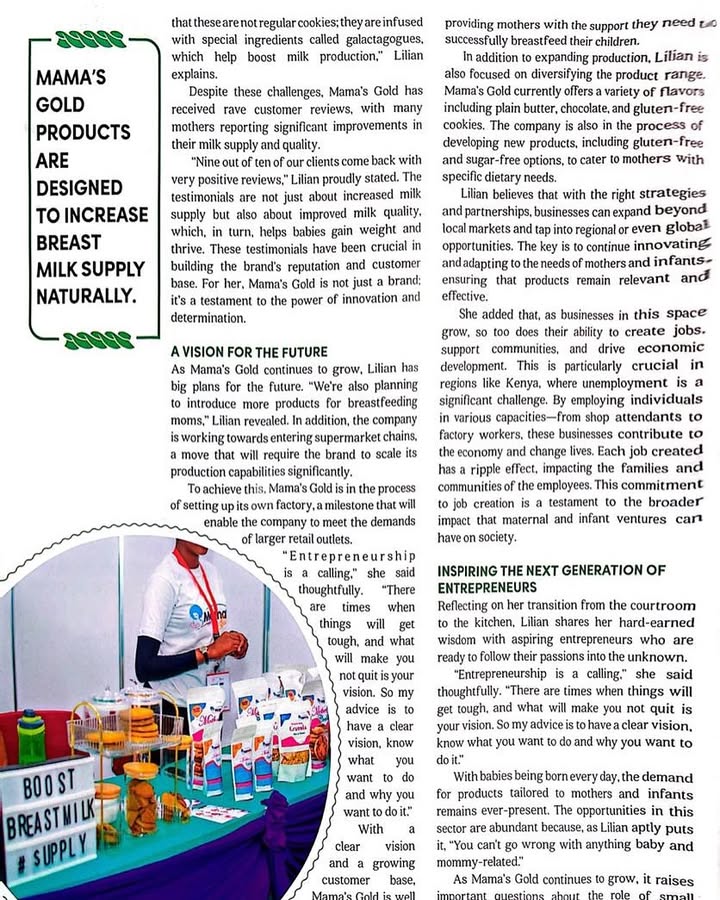 MAMA'S
GOLD
PRODUCTS
ARE
DESIGNED
TO INCREASE
BREAST
MILK SUPPLY
NATURALLY.
that these are not regular cookies; they are infused
with special ingredients called galactagogues,
which help boost milk production," Lilian
explains.
Despite these challenges, Mama's Gold has
received rave customer reviews, with many
mothers reporting significant improvements in
their milk supply and quality.
"Nine out of ten of our clients come back with
very positive reviews," Lilian proudly stated. The
testimonials are not just about increased milk
supply but also about improved milk quality,
which, in turn, helps babies gain weight and
thrive. These testimonials have been crucial in
building the brand's reputation and customer
base. For her, Mama's Gold is not just a brand;
it's a testament to the power of innovation and
determination.
A VISION FOR THE FUTURE
As Mama's Gold continues to grow, Lilian has
big plans for the future. "We're also planning
to introduce more products for breastfeeding
moms," Lilian revealed. In addition, the company
is working towards entering supermarket chains,
a move that will require the brand to scale its
production capabilities significantly.
To achieve this, Mama's Gold is in the process
of setting up its own factory, a milestone that will
enable the company to meet the demands
of larger retail outlets.
"Entrepreneurship
is a calling," she said
thoughtfully. "There
are times when
things will get
tough, and what
will make you
not quit is your
vision. So my
advice is to
have a clear
vision, know
what you
want to do
and why you
want to do it."
With a
clear vision
and a growing
customer base,
Mama's Gold is well
BOOST
BREASTMILK
# SUPPLY
providing mothers with the support they need to
successfully breastfeed their children.
In addition to expanding production, Lilian is
also focused on diversifying the product range.
Mama's Gold currently offers a variety of flavors
including plain butter, chocolate, and gluten-free
cookies. The company is also in the process of
developing new products, including gluten-free
and sugar-free options, to cater to mothers with
specific dietary needs.
Lilian believes that with the right strategies
and partnerships, businesses can expand beyond
local markets and tap into regional or even global
opportunities. The key is to continue innovating
and adapting to the needs of mothers and infants-
ensuring that products remain relevant and
effective.
She added that, as businesses in this space
grow, so too does their ability to create jobs,
support communities, and drive economic
development. This is particularly crucial in
regions like Kenya, where unemployment is a
significant challenge. By employing individuals
in various capacities—from shop attendants to
factory workers, these businesses contribute to
the economy and change lives. Each job created
has a ripple effect, impacting the families and
communities of the employees. This commitment
to job creation is a testament to the broader
impact that maternal and infant ventures can
have on society.
INSPIRING THE NEXT GENERATION OF
ENTREPRENEURS
Reflecting on her transition from the courtroom
to the kitchen, Lilian shares her hard-earned
wisdom with aspiring entrepreneurs who are
ready to follow their passions into the unknown.
"Entrepreneurship is a calling," she said
thoughtfully. "There are times when things will
get tough, and what will make you not quit is
your vision. So my advice is to have a clear vision,
know what you want to do and why you want to
do it."
With babies being born every day, the demand
for products tailored to mothers and infants
remains ever-present. The opportunities in this
sector are abundant because, as Lilian aptly puts
it, "You can't go wrong with anything baby and
mommy-related."
As Mama's Gold continues to grow, it raises
important questions about the role of small